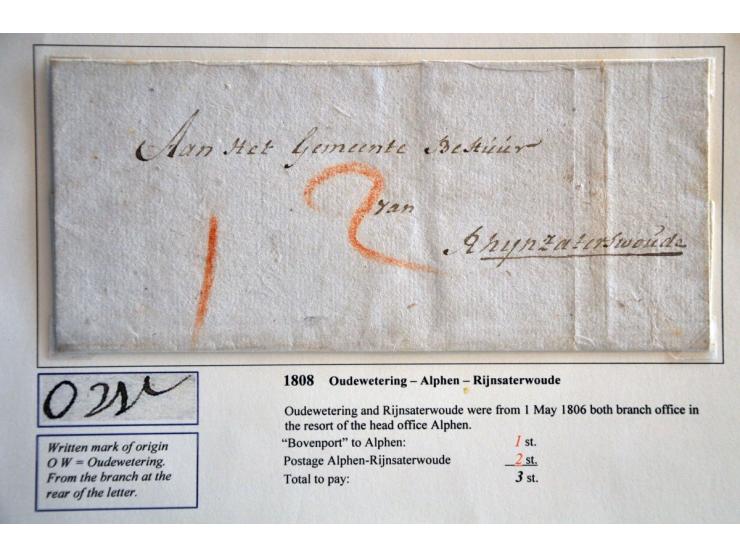 Aan Het Gemeente Bestúúr
van
Rhijnzaterswoúde
1 2
O W
1808 Oudewetering – Alphen – Rijnsaterwoude
Oudewetering and Rijnsaterwoude were from 1 May 1806 both branch office in
the resort of the head office Alphen.
"Bovenport" to Alphen: 1 st.
Postage Alphen-Rijnsaterwoude 2 st.
Total to pay: 3 st.
Written mark of origin
O W = Oudewetering.
From the branch at the
rear of the letter.